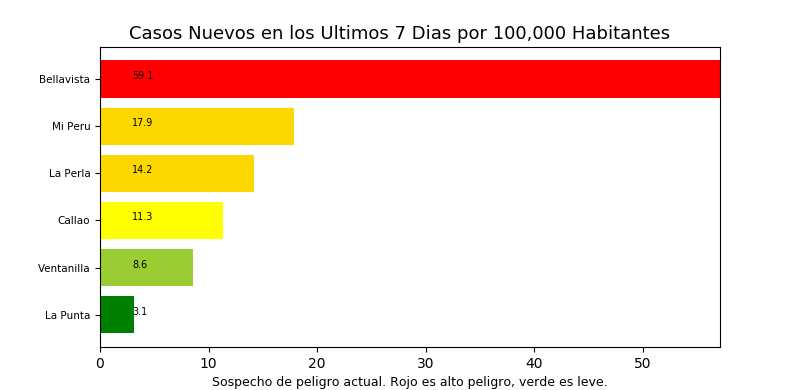 Casos Nuevos en los Ultimos 7 Dias por 100,000 Habitantes
Bellavista 59.1
Mi Peru 17.9
La Perla 14.2
Callao 11.3
Ventanilla 8.6
La Punta 3.1
0 10 20 30 40 50
Sospecho de peligro actual. Rojo es alto peligro, verde es leve.